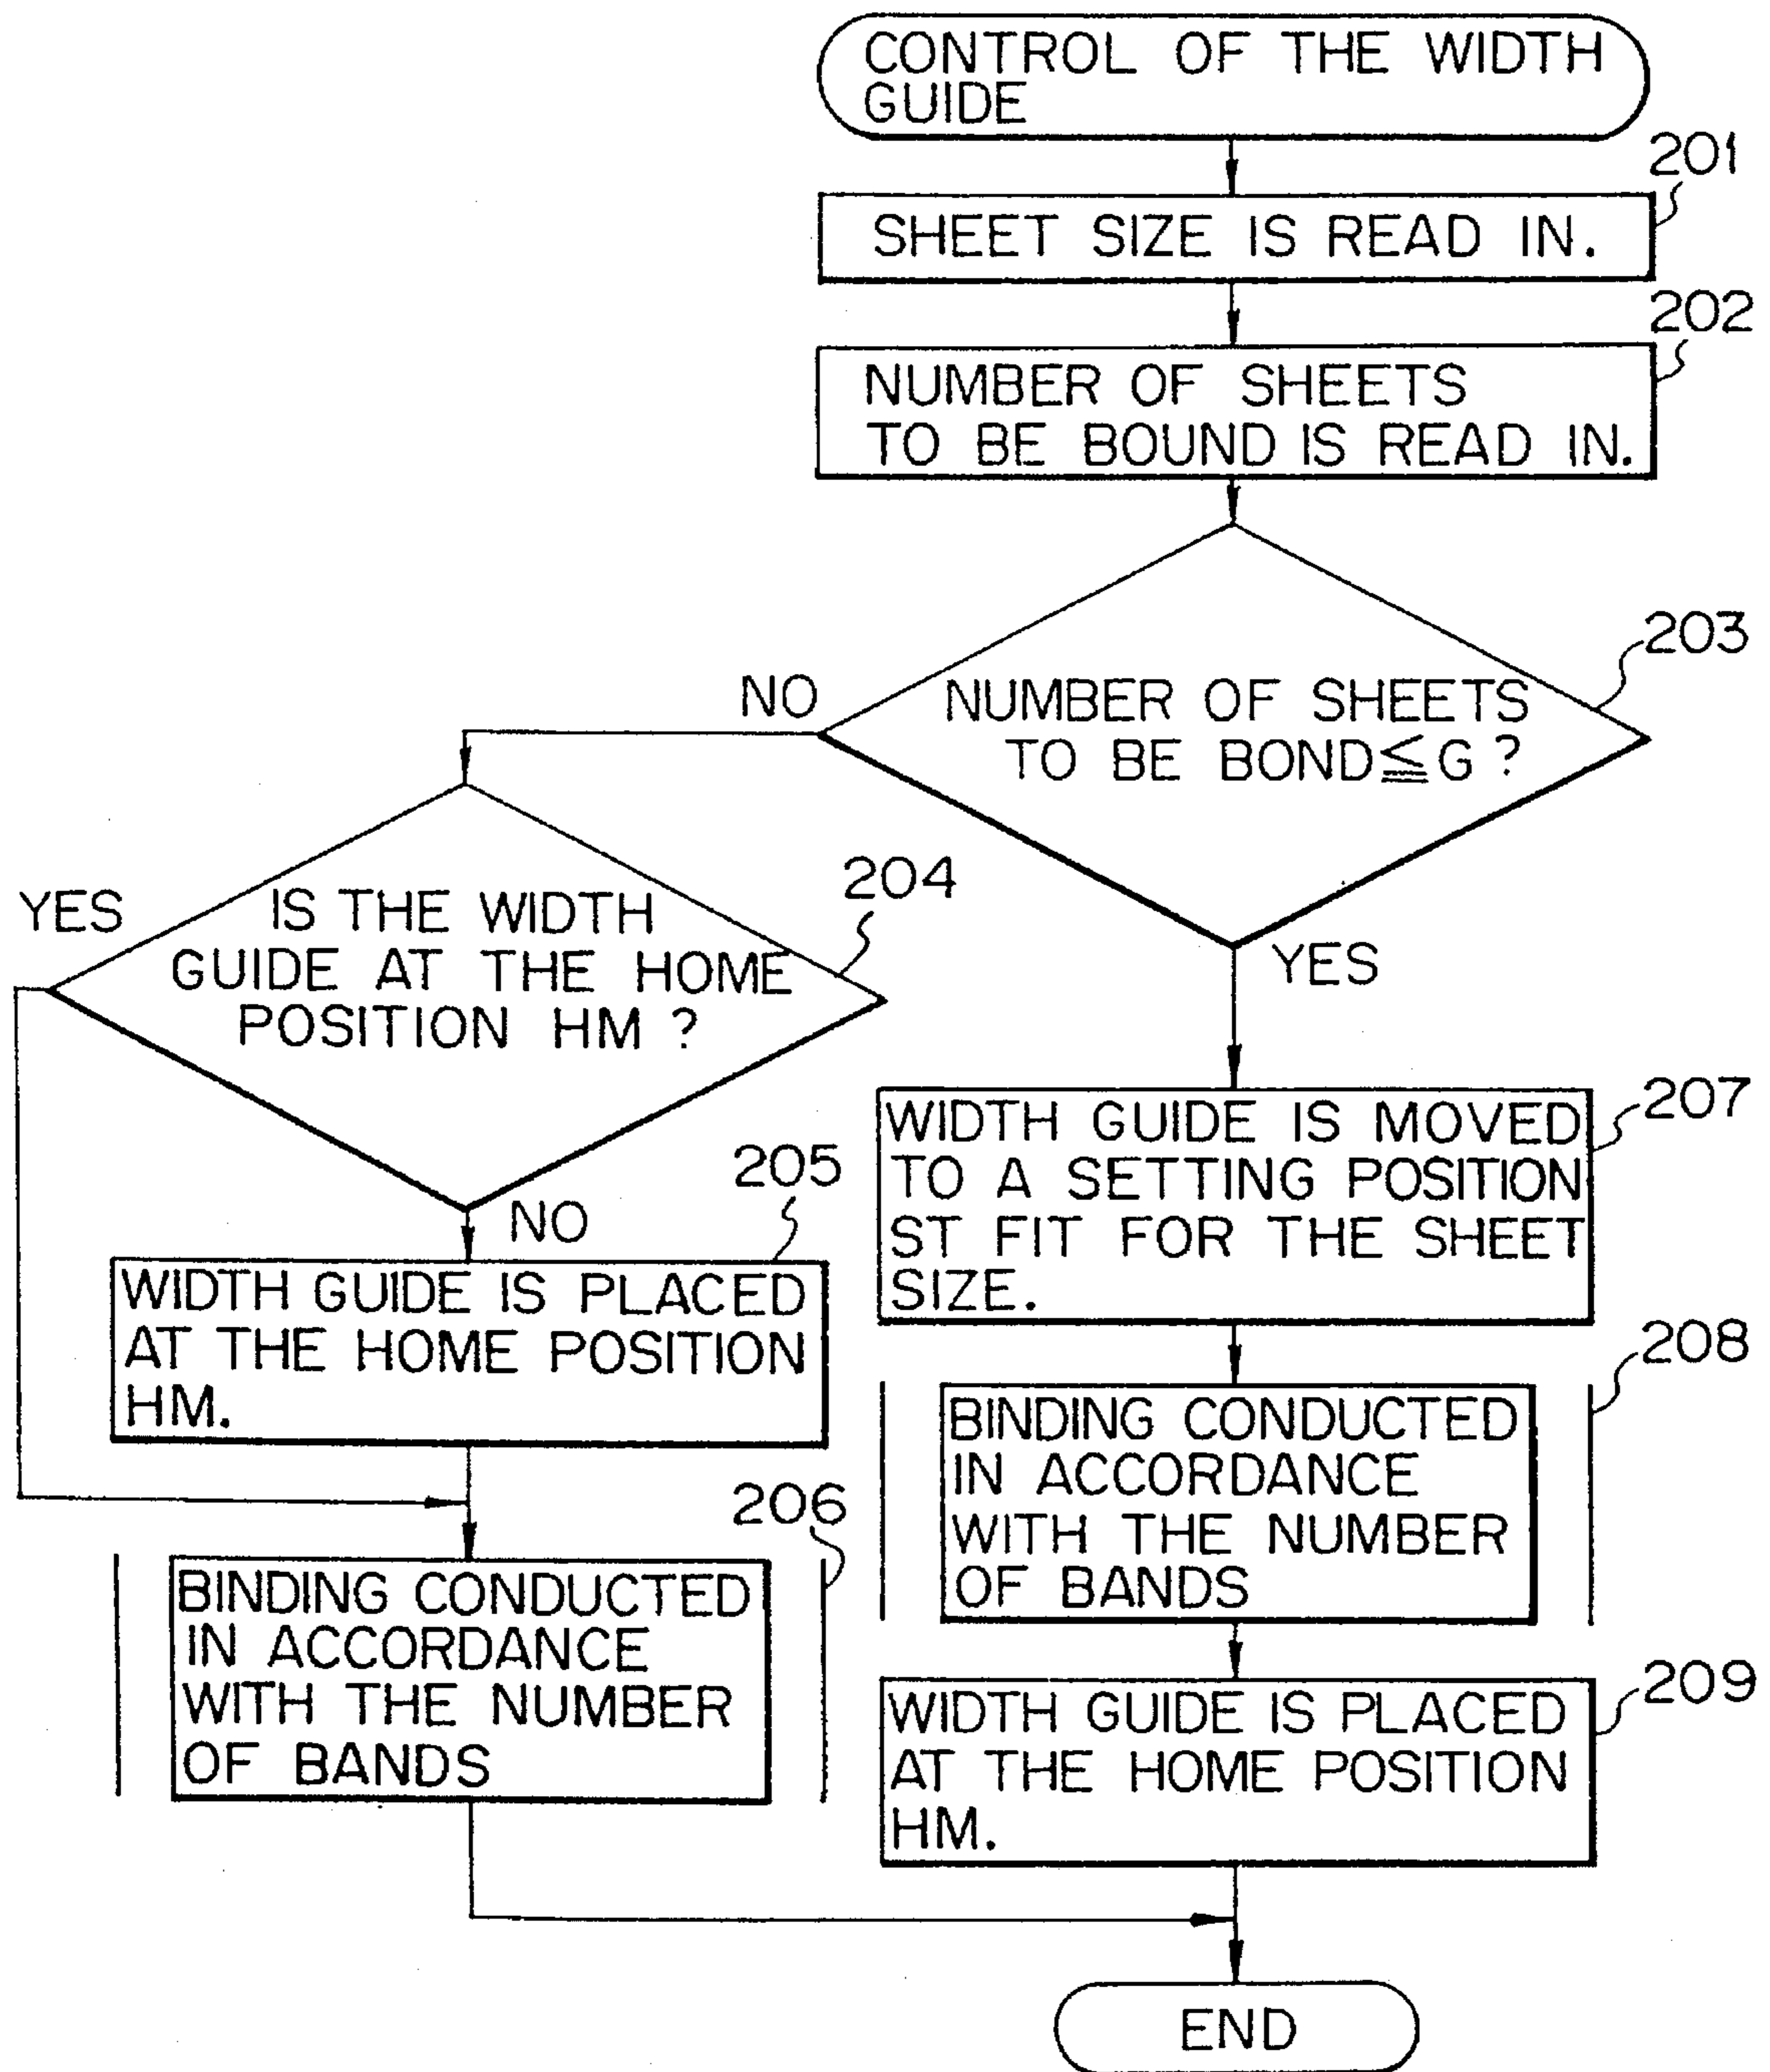 CONTROL OF THE WIDTH
GUIDE
201
SHEET SIZE IS READ IN.
202
NUMBER OF SHEETS
TO BE BOUND IS READ IN.
203
NUMBER OF SHEETS
TO BE BOND≦G ?
NO
YES
204
YES
IS THE WIDTH
GUIDE AT THE HOME
POSITION HM ?
NO
205
WIDTH GUIDE IS PLACED
AT THE HOME POSITION
HM.
206
BINDING CONDUCTED
IN ACCORDANCE
WITH THE NUMBER
OF BANDS
207
WIDTH GUIDE IS MOVED
TO A SETTING POSITION
ST FIT FOR THE SHEET
SIZE.
208
BINDING CONDUCTED
IN ACCORDANCE
WITH THE NUMBER
OF BANDS
209
WIDTH GUIDE IS PLACED
AT THE HOME POSITION
HM.
END